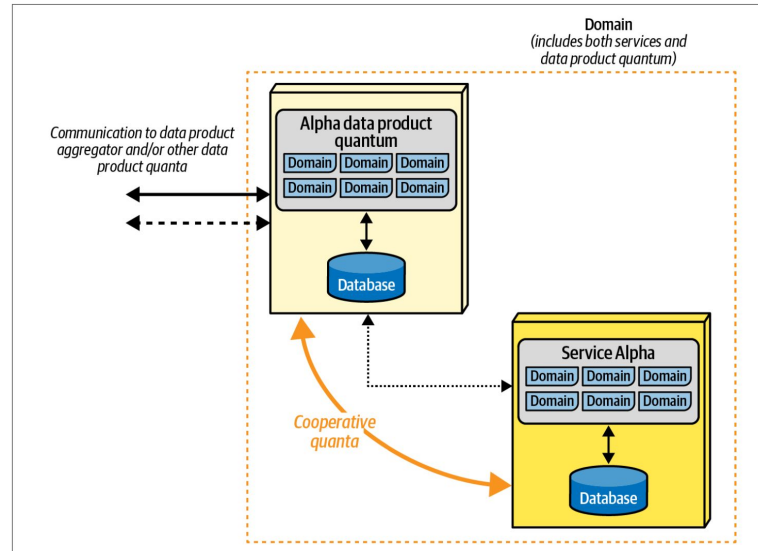 Domain
(includes both services and
data product quantum)
Communication to data product
aggregator and/or other data
product quanta
Alpha data product
quantum
Domain Domain Domain
Domain Domain Domain
Database
Service Alpha
Domain Domain Domain
Domain Domain Domain
Database
Cooperative
quanta